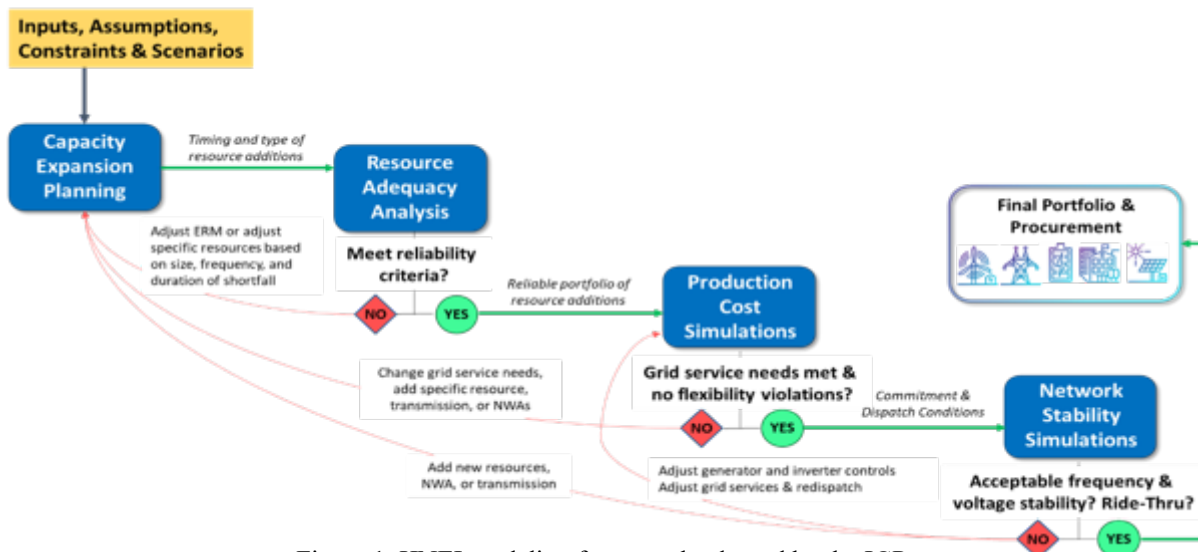 Inputs, Assumptions,
Constraints & Scenarios
Capacity
Expansion
Planning
Timing and type of
resource additions
Resource
Adequacy
Analysis
Adjust ERM or adjust
specific resources based
on size, frequency, and
duration of shortfall
Meet reliability
criteria?
NO
YES
Reliable portfolio of
resource additions
Production
Cost
Simulations
Final Portfolio &
Procurement
Change grid service needs,
add specific resource,
transmission, or NWAs
Grid service needs met &
no flexibility violations?
NO
YES
Commitment &
Dispatch Conditions
Network
Stability
Simulations
Add new resources,
NWA, or transmission
Adjust generator and inverter controls
Adjust grid services & redispatch
Acceptable frequency &
voltage stability? Ride-Thru?
NO
YES